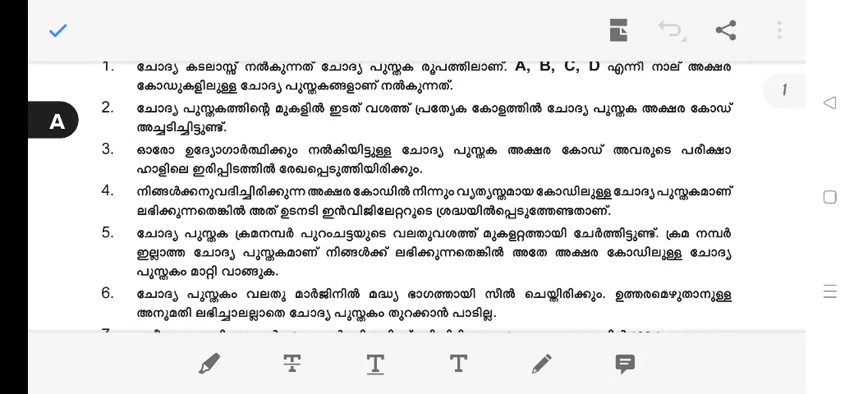 1. ചോദ്യ കടലാസ്സ് നൽകുന്നത് ചോദ്യ പുസ്തക രൂപത്തിലാണ്. A, B, C, D എന്നീ നാല് അക്ഷര
കോഡുകളിലുള്ള ചോദ്യ പുസ്തകങ്ങളാണ് നൽകുന്നത്.
1
A
2. ചോദ്യ പുസ്തകത്തിന്റെ മുകളിൽ ഇടത് വശത്ത് പ്രത്യേക കോളത്തിൽ ചോദ്യ പുസ്തക അക്ഷര കോഡ്
അച്ചടിച്ചിട്ടുണ്ട്.
3. ഓരോ ഉദ്യോഗാർത്ഥിക്കും നൽകിയിട്ടുള്ള ചോദ്യ പുസ്തക അക്ഷര കോഡ് അവരുടെ പരീക്ഷാ
ഹാളിലെ ഇരിപ്പിടത്തിൽ രേഖപ്പെടുത്തിയിരിക്കും.
4. നിങ്ങൾക്കനുവദിച്ചിരിക്കുന്ന അക്ഷര കോഡിൽ നിന്നും വ്യത്യസ്തമായ കോഡിലുള്ള ചോദ്യ പുസ്തകമാണ്
ലഭിക്കുന്നതെങ്കിൽ അത് ഉടനടി ഇൻവിജിലേറ്ററുടെ ശ്രദ്ധയിൽപ്പെടുത്തേണ്ടതാണ്.
5. ചോദ്യ പുസ്തക ക്രമനമ്പർ പുറംചട്ടയുടെ വലതുവശത്ത് മുകളറ്റത്തായി ചേർത്തിട്ടുണ്ട്. ക്രമ നമ്പർ
ഇല്ലാത്ത ചോദ്യ പുസ്തകമാണ് നിങ്ങൾക്ക് ലഭിക്കുന്നതെങ്കിൽ അതേ അക്ഷര കോഡിലുള്ള ചോദ്യ
പുസ്തകം മാറ്റി വാങ്ങുക.
6. ചോദ്യ പുസ്തകം വലതു മാർജിനിൽ മദ്ധ്യ ഭാഗത്തായി സീൽ ചെയ്തിരിക്കും. ഉത്തരമെഴുതാനുള്ള
അനുമതി ലഭിച്ചാലല്ലാതെ ചോദ്യ പുസ്തകം തുറക്കാൻ പാടില്ല.